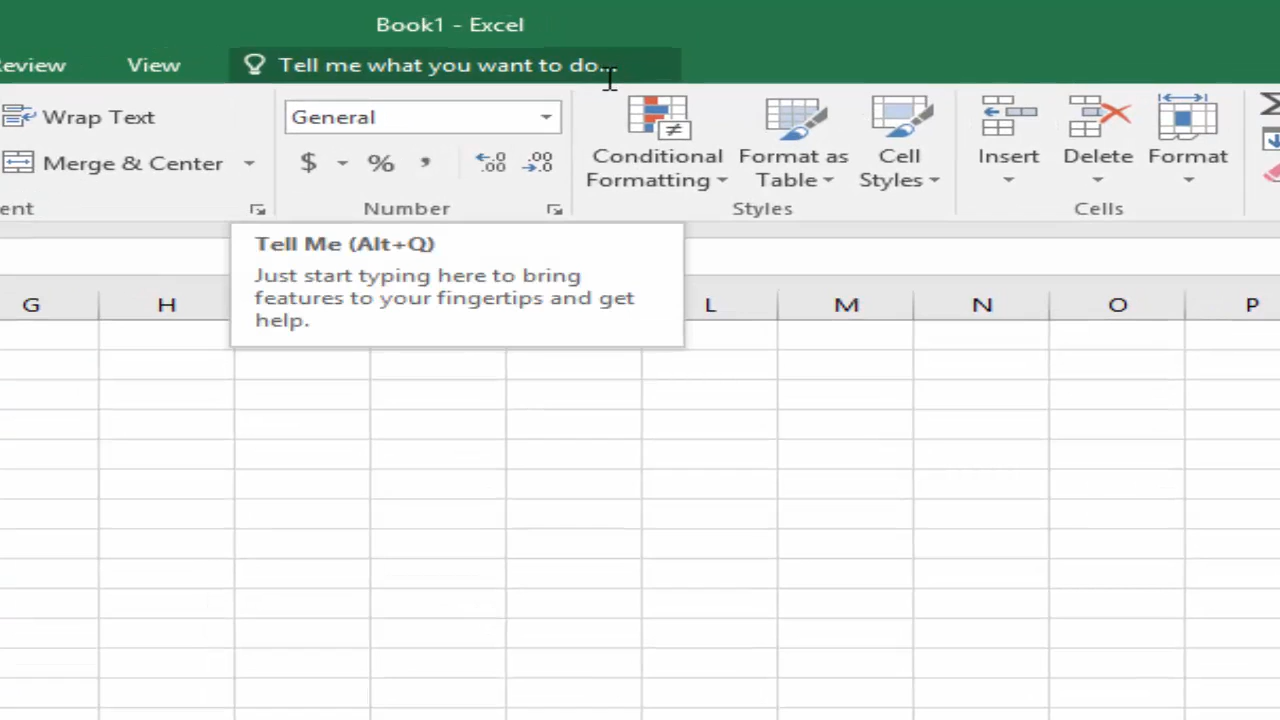 Book1 - Excel
eview View Tell me what you want to do...
Wrap Text General
Merge & Center $ % , .00 .00 .0
Conditional Formatting Format as Table Cell Styles Insert Delete Format
ent Number Styles Cells
Tell Me (Alt+Q)
Just start typing here to bring
features to your fingertips and get
help.
G H L M N O P